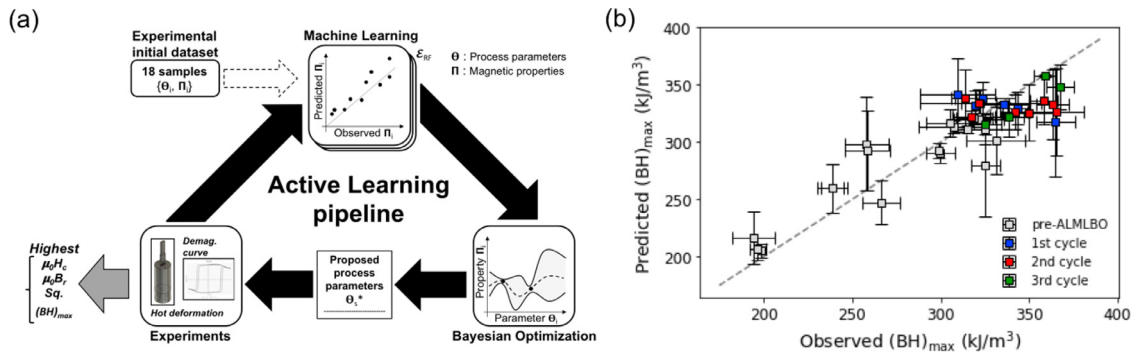 (a)
Experimental
initial dataset
18 samples
{Θᵢ, Πᵢ}
Machine Learning
Predicted Πᵢ
Observed Πᵢ
ℰRF
Θ : Process parameters
Π : Magnetic properties
Active Learning
pipeline
Highest
μ₀Hc
μ₀Br
Sq.
(BH)max
Demag.
curve
Hot deformation
Experiments
Proposed
process
parameters
Θₛ*
Property Πᵢ
Parameter Θᵢ
Bayesian Optimization
(b)
Predicted (BH)max (kJ/m³)
400
350
300
250
200
200
250
300
350
400
Observed (BH)max (kJ/m³)
pre-ALMLBO
1st cycle
2nd cycle
3rd cycle